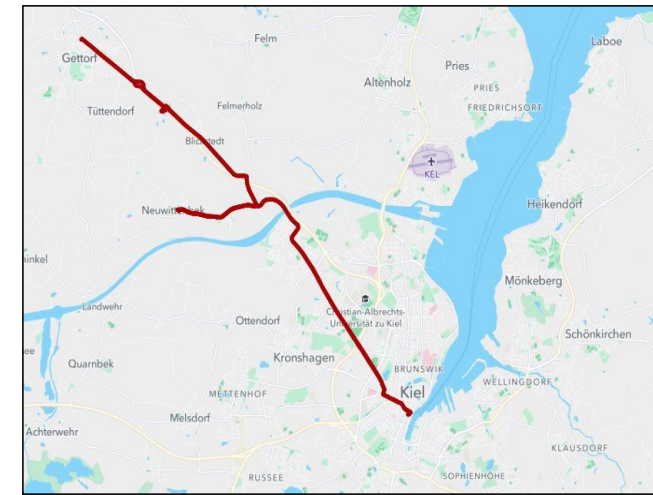 Felm
Laboe
Gettorf
Pries
Altenholz
PRIES
FRIEDRICHSORT
Tüttendorf
Felmerholz
Blickstedt
KEL
Neuwittenbek
Heikendorf
Mönkeberg
Landwehr
Christian-Albrechts-
Universität zu Kiel
Ottendorf
Schönkirchen
Kronshagen
Quarnbek
BRUNSWIK
WELLINGDORF
METTENHOF
Kiel
Melsdorf
Achterwehr
KLAUSDORF
RUSSEE
SOPHIENHÖHE